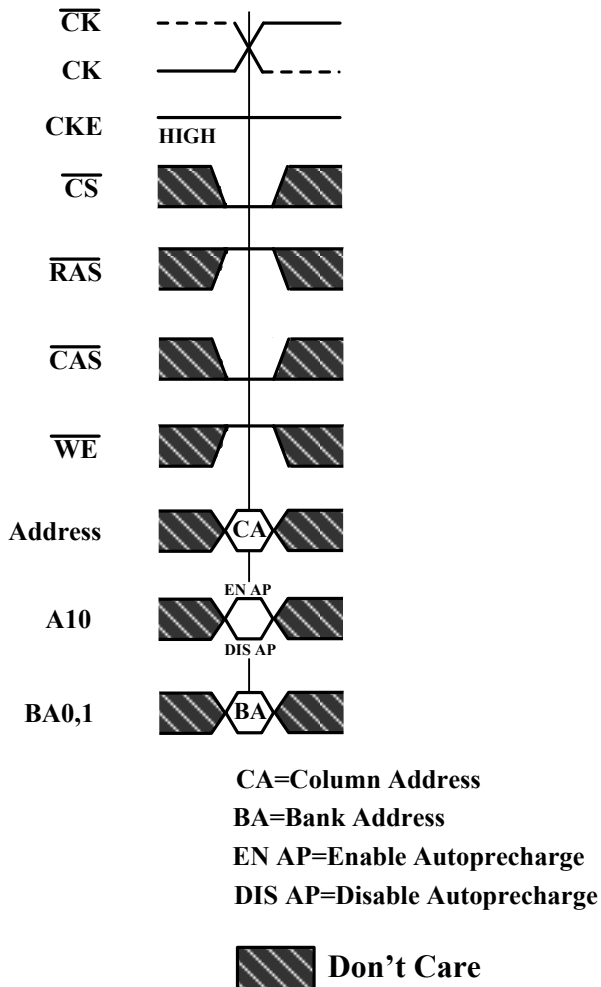 CK
CK
CKE
HIGH
CS
RAS
CAS
WE
Address
CA
EN AP
A10
DIS AP
BA0,1
BA
CA=Column Address
BA=Bank Address
EN AP=Enable Autoprecharge
DIS AP=Disable Autoprecharge
Don't Care